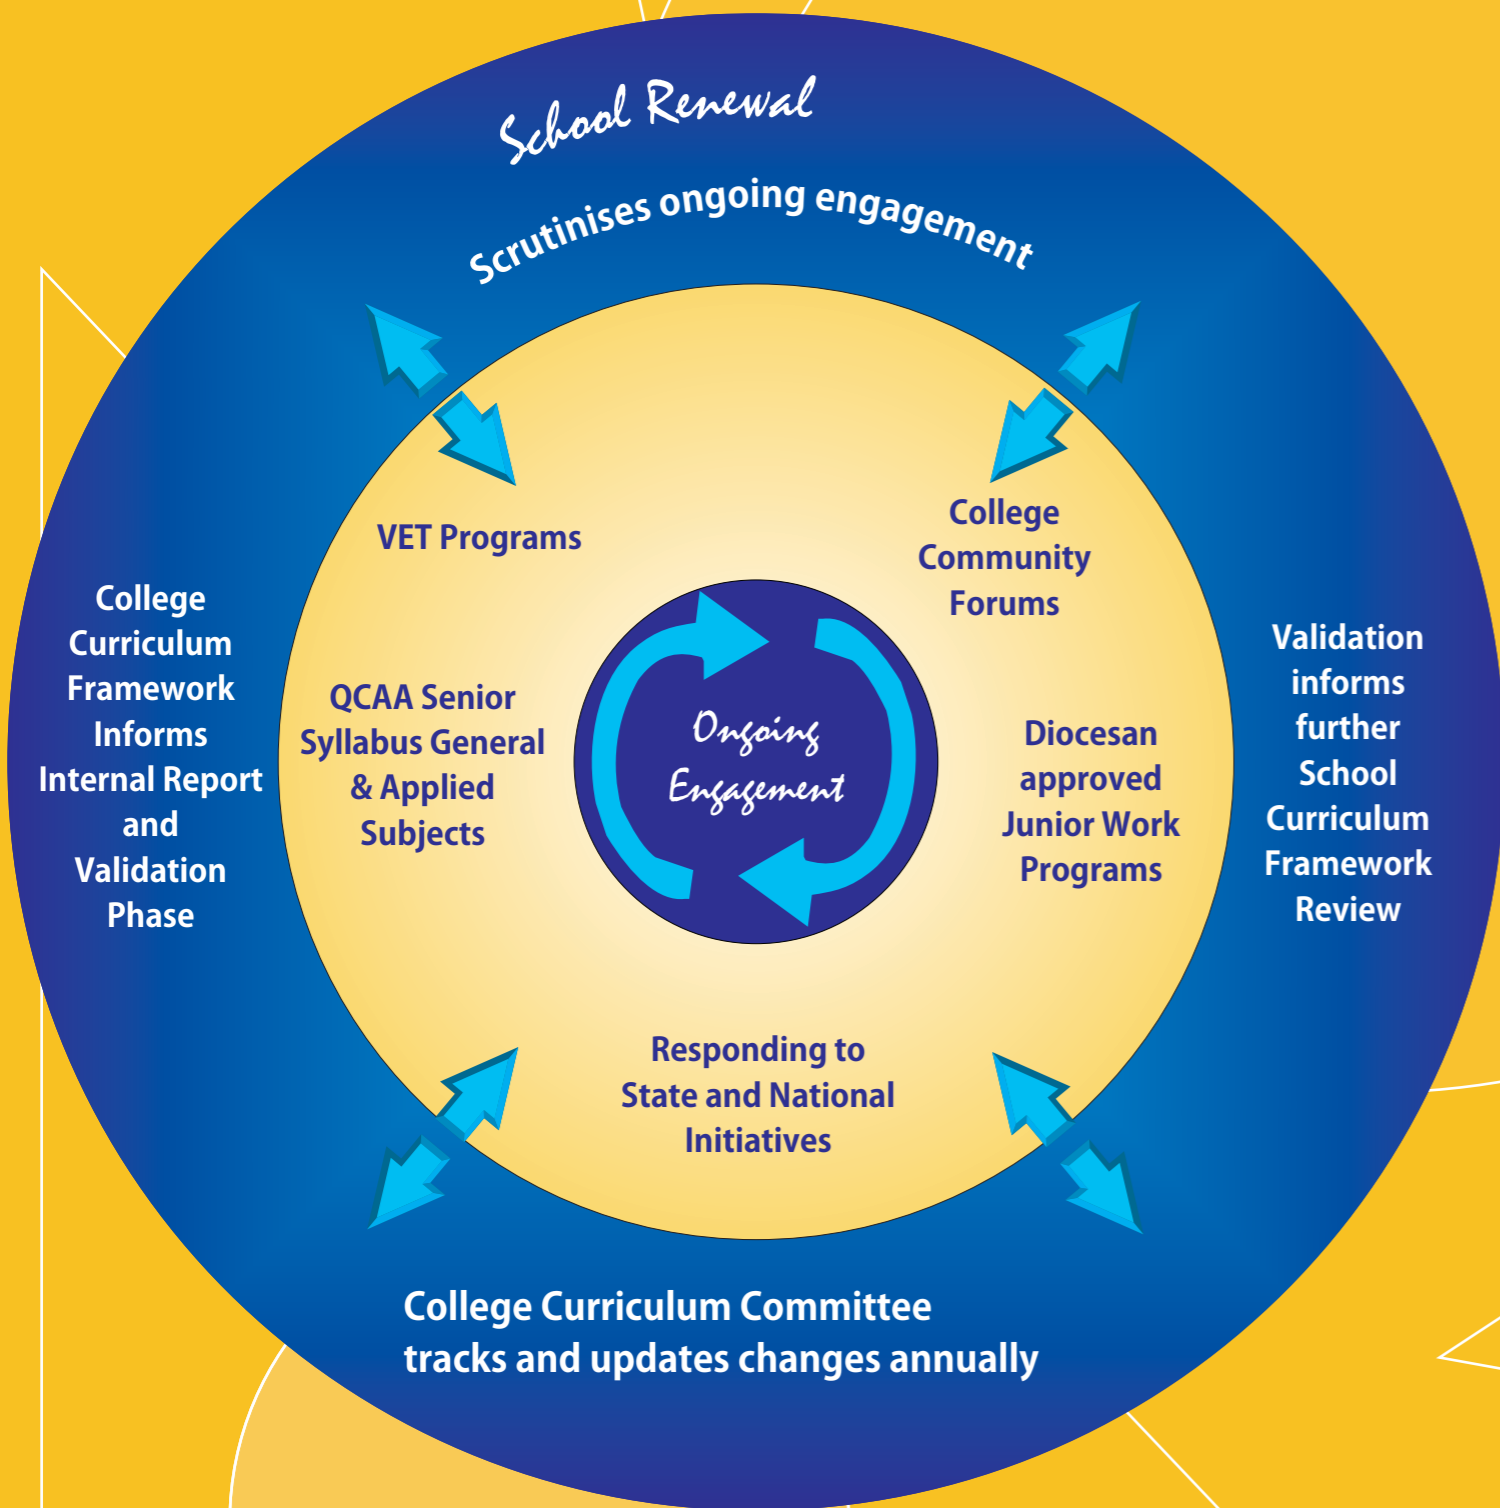 School Renewal
Scrutinises ongoing engagement
VET Programs
College
Community
Forums
College
Curriculum
Framework
Informs
Internal Report
and
Validation
Phase
QCAA Senior
Syllabus General
& Applied
Subjects
Ongoing
Engagement
Diocesan
approved
Junior Work
Programs
Validation
informs
further
School
Curriculum
Framework
Review
Responding to
State and National
Initiatives
College Curriculum Committee
tracks and updates changes annually